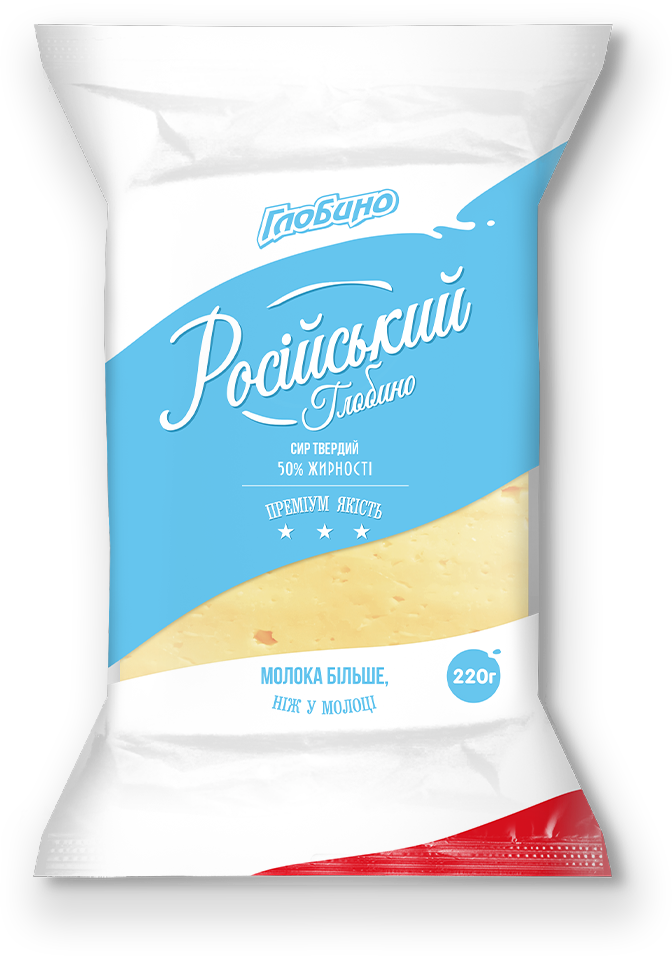 Глобино
Російський
Глобино
СИР ТВЕРДИЙ
50% ЖИРНОСТІ
ПРЕМІУМ ЯКІСТЬ
МОЛОКА БІЛЬШЕ,
220г
НІЖ У МОЛОЦІ